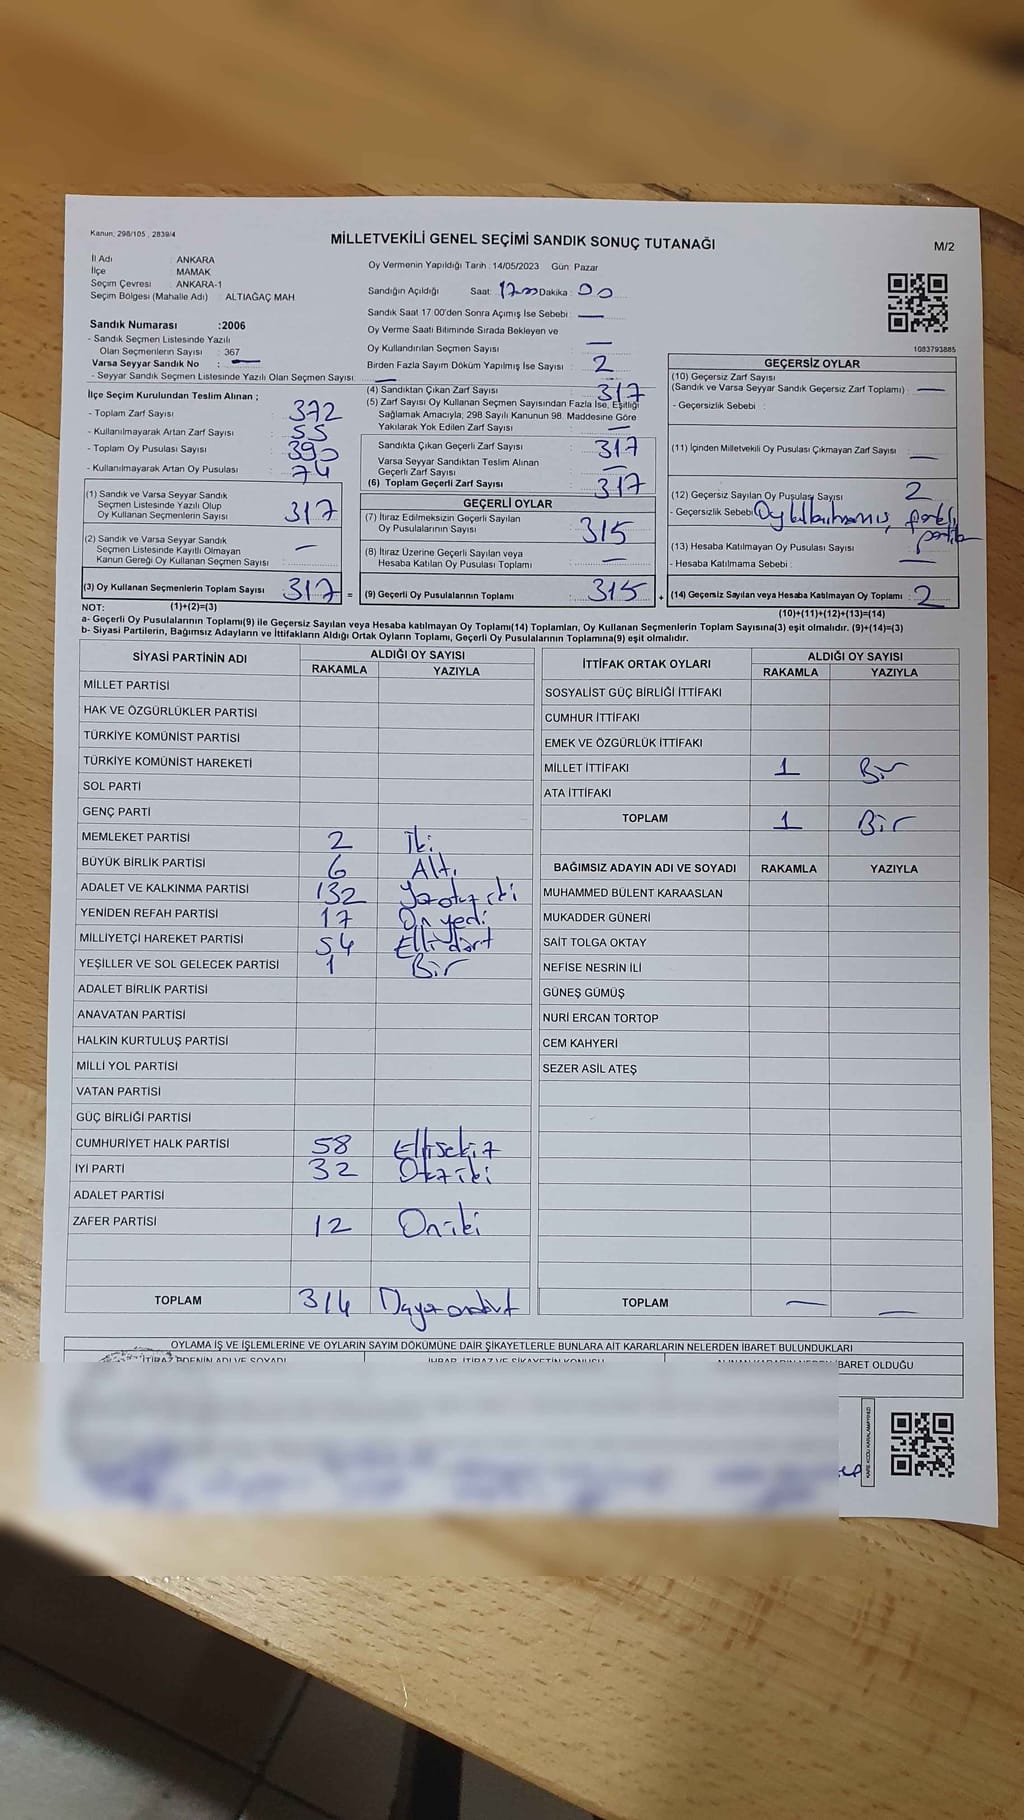 Kanun; 298/105 , 2839/4
MİLLETVEKİLİ GENEL SEÇİMİ SANDIK SONUÇ TUTANAĞI
M/2
İl Adı : ANKARA
İlçe : MAMAK
Seçim Çevresi : ANKARA-1
Seçim Bölgesi (Mahalle Adı) : ALTIAĞAÇ MAH
Sandık Numarası :2006
- Sandık Seçmen Listesinde Yazılı
Olan Seçmenlerin Sayısı : 367
Varsa Seyyar Sandık No : —
- Seyyar Sandık Seçmen Listesinde Yazılı Olan Seçmen Sayısı: —
İlçe Seçim Kurulundan Teslim Alınan ;
- Toplam Zarf Sayısı : 372
- Kullanılmayarak Artan Zarf Sayısı : 55
- Toplam Oy Pusulası Sayısı : 390
- Kullanılmayarak Artan Oy Pusulası : 74
(1) Sandık ve Varsa Seyyar Sandık
Seçmen Listesinde Yazılı Olup
Oy Kullanan Seçmenlerin Sayısı : 317
(2) Sandık ve Varsa Seyyar Sandık
Seçmen Listesinde Kayıtlı Olmayan
Kanun Gereği Oy Kullanan Seçmen Sayısı : —
(3) Oy Kullanan Seçmenlerin Toplam Sayısı : 317 =
Oy Vermenin Yapıldığı Tarih : 14/05/2023 Gün: Pazar
Sandığın Açıldığı Saat: 17 00 Dakika : 00
Sandık Saat 17.00'den Sonra Açımış İse Sebebi : —
Oy Verme Saati Bitiminde Sırada Bekleyen ve
Oy Kullandırılan Seçmen Sayısı : —
Birden Fazla Sayım Döküm Yapılmış İse Sayısı : 2
(4) Sandıktan Çıkan Zarf Sayısı : 317
(5) Zarf Sayısı Oy Kullanan Seçmen Sayısından Fazla İse, Eşitliği
Sağlamak Amacıyla; 298 Sayılı Kanunun 98. Maddesine Göre
Yakılarak Yok Edilen Zarf Sayısı : —
Sandıkta Çıkan Geçerli Zarf Sayısı : 317
Varsa Seyyar Sandıktan Teslim Alınan
Geçerli Zarf Sayısı : —
(6) Toplam Geçerli Zarf Sayısı : 317
GEÇERLİ OYLAR
(7) İtiraz Edilmeksizin Geçerli Sayılan
Oy Pusulalarının Sayısı : 315
(8) İtiraz Üzerine Geçerli Sayılan veya
Hesaba Katılan Oy Pusulası Toplamı : —
(9) Geçerli Oy Pusulalarının Toplamı : 315 +
1083793885
GEÇERSİZ OYLAR
(10) Geçersiz Zarf Sayısı
(Sandık ve Varsa Seyyar Sandık Geçersiz Zarf Toplamı) : —
- Geçersizlik Sebebi :
(11) İçinden Milletvekili Oy Pusulası Çıkmayan Zarf Sayısı : —
(12) Geçersiz Sayılan Oy Pusulası Sayısı : 2
- Geçersizlik Sebebi
(13) Hesaba Katılmayan Oy Pusulası Sayısı : —
- Hesaba Katılmama Sebebi : —
(14) Geçersiz Sayılan veya Hesaba Katılmayan Oy Toplamı : 2
NOT: (1)+(2)=(3)
(10)+(11)+(12)+(13)=(14)
a- Geçerli Oy Pusulalarının Toplamı(9) ile Geçersiz Sayılan veya Hesaba katılmayan Oy Toplamı(14) Toplamları, Oy Kullanan Seçmenlerin Toplam Sayısına(3) eşit olmalıdır. (9)+(14)=(3)
b- Siyasi Partilerin, Bağımsız Adayların ve İttifakların Aldığı Ortak Oyların Toplamı, Geçerli Oy Pusulalarının Toplamına(9) eşit olmalıdır.
SİYASİ PARTİNİN ADI ALDIĞI OY SAYISI
RAKAMLA YAZIYLA
MİLLET PARTİSİ
HAK VE ÖZGÜRLÜKLER PARTİSİ
TÜRKİYE KOMÜNİST PARTİSİ
TÜRKİYE KOMÜNİST HAREKETİ
SOL PARTİ
GENÇ PARTİ
MEMLEKET PARTİSİ 2 İki
BÜYÜK BİRLİK PARTİSİ 6 Altı
ADALET VE KALKINMA PARTİSİ 132 Yüzotuz iki
YENİDEN REFAH PARTİSİ 17 On yedi
MİLLİYETÇİ HAREKET PARTİSİ 54 Elli dört
YEŞİLLER VE SOL GELECEK PARTİSİ 1 Bir
ADALET BİRLİK PARTİSİ
ANAVATAN PARTİSİ
HALKIN KURTULUŞ PARTİSİ
MİLLİ YOL PARTİSİ
VATAN PARTİSİ
GÜÇ BİRLİĞİ PARTİSİ
CUMHURİYET HALK PARTİSİ 58 Ellisekiz
İYİ PARTİ 32 Otuz iki
ADALET PARTİSİ
ZAFER PARTİSİ 12 Oniki
TOPLAM 314 Üçyüz ondört
İTTİFAK ORTAK OYLARI ALDIĞI OY SAYISI
RAKAMLA YAZIYLA
SOSYALİST GÜÇ BİRLİĞİ İTTİFAKI
CUMHUR İTTİFAKI
EMEK VE ÖZGÜRLÜK İTTİFAKI
MİLLET İTTİFAKI 1 Bir
ATA İTTİFAKI
TOPLAM 1 Bir
BAĞIMSIZ ADAYIN ADI VE SOYADI RAKAMLA YAZIYLA
MUHAMMED BÜLENT KARAASLAN
MUKADDER GÜNERİ
SAİT TOLGA OKTAY
NEFİSE NESRİN İLİ
GÜNEŞ GÜMÜŞ
NURİ ERCAN TORTOP
CEM KAHYERİ
SEZER ASİL ATEŞ
TOPLAM — —
OYLAMA İŞ VE İŞLEMLERİNE VE OYLARIN SAYIM DÖKÜMÜNE DAİR ŞİKAYETLERLE BUNLARA AİT KARARLARIN NELERDEN İBARET BULUNDUKLARI